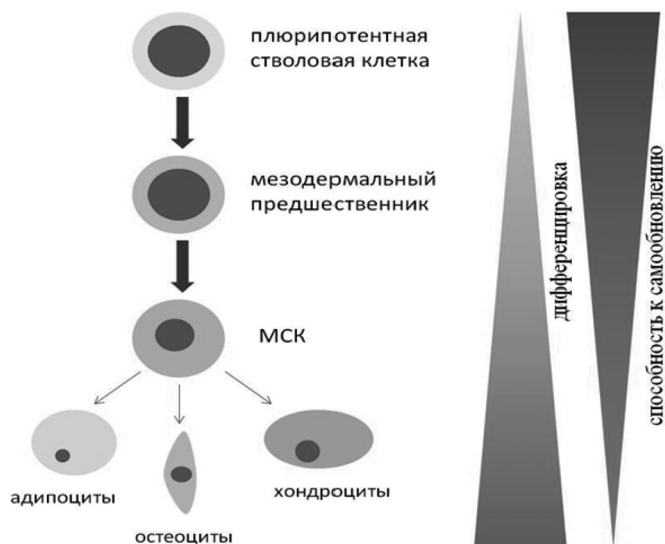 плюрипотентная
стволовая клетка
мезодермальный
предшественник
МСК
адипоциты
остеоциты
хондроциты
дифференцировка
способность к самообновлению